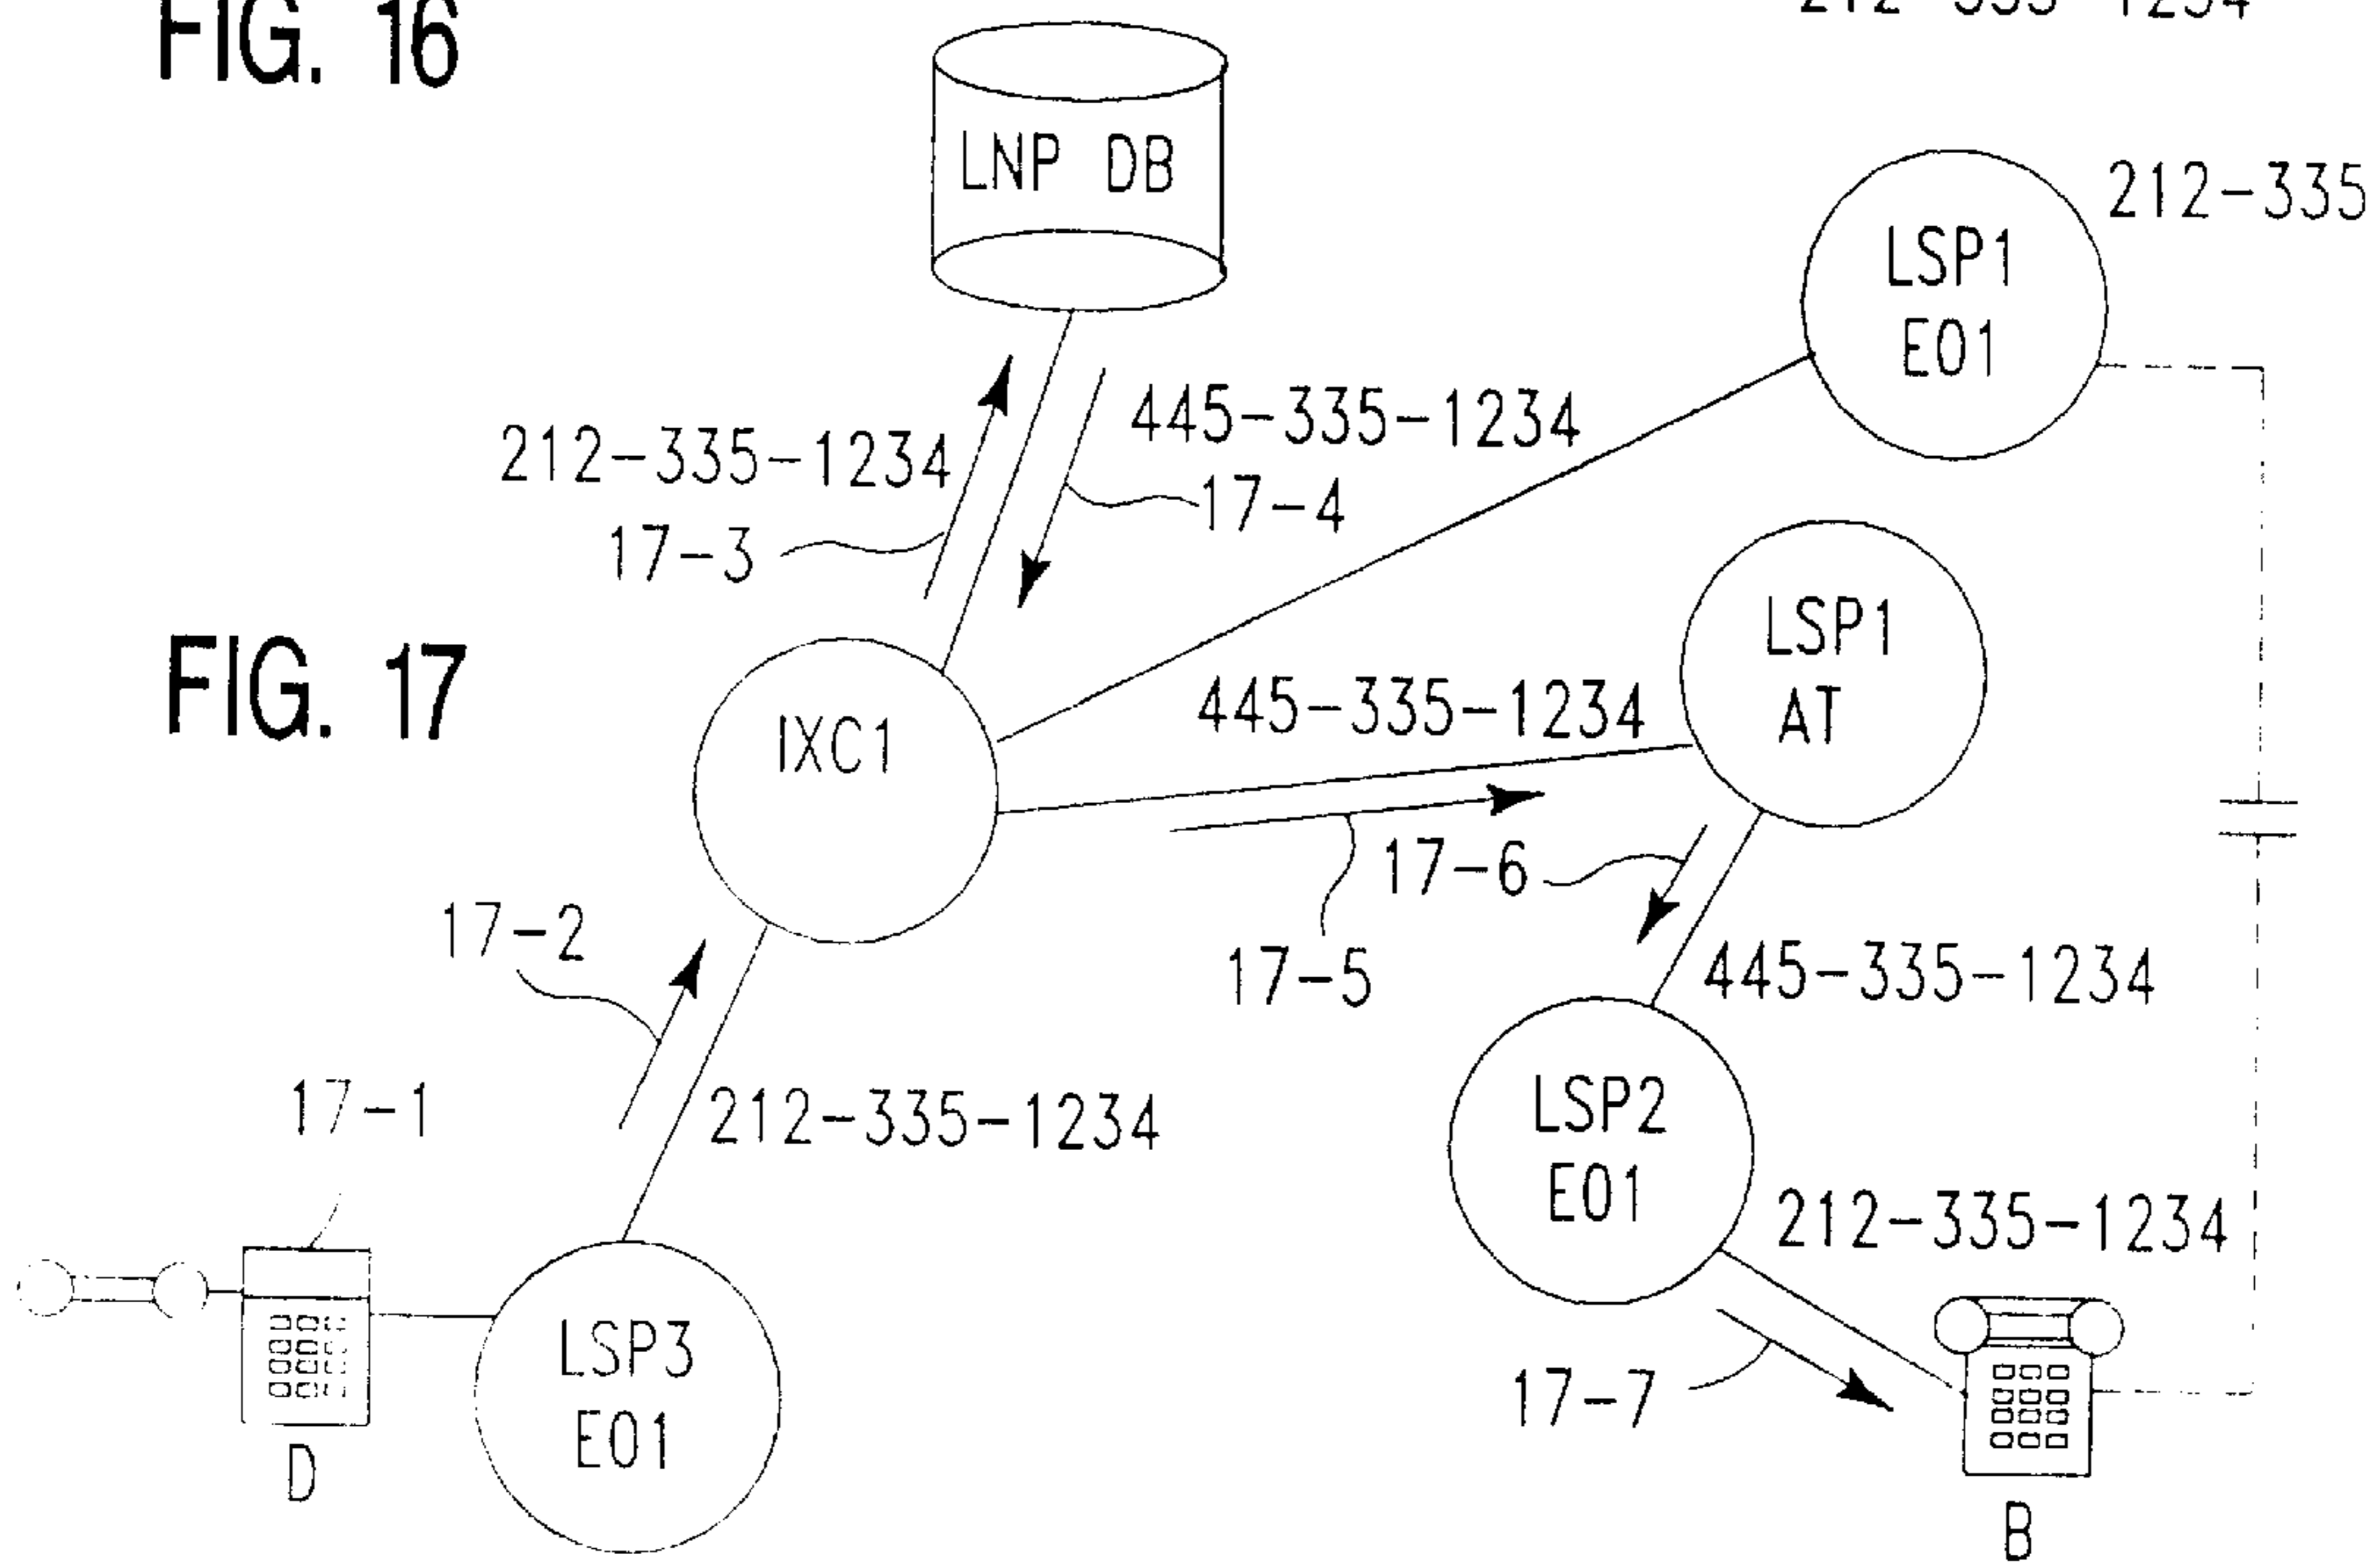 FIG. 16
212-335-1234
LNP DB
LSP1
EO1
212-335
212-335-1234
17-3
445-335-1234
17-4
FIG. 17
IXC1
LSP1
AT
445-335-1234
17-5
17-6
445-335-1234
17-2
212-335-1234
17-1
D
LSP3
EO1
LSP2
EO1
212-335-1234
17-7
B